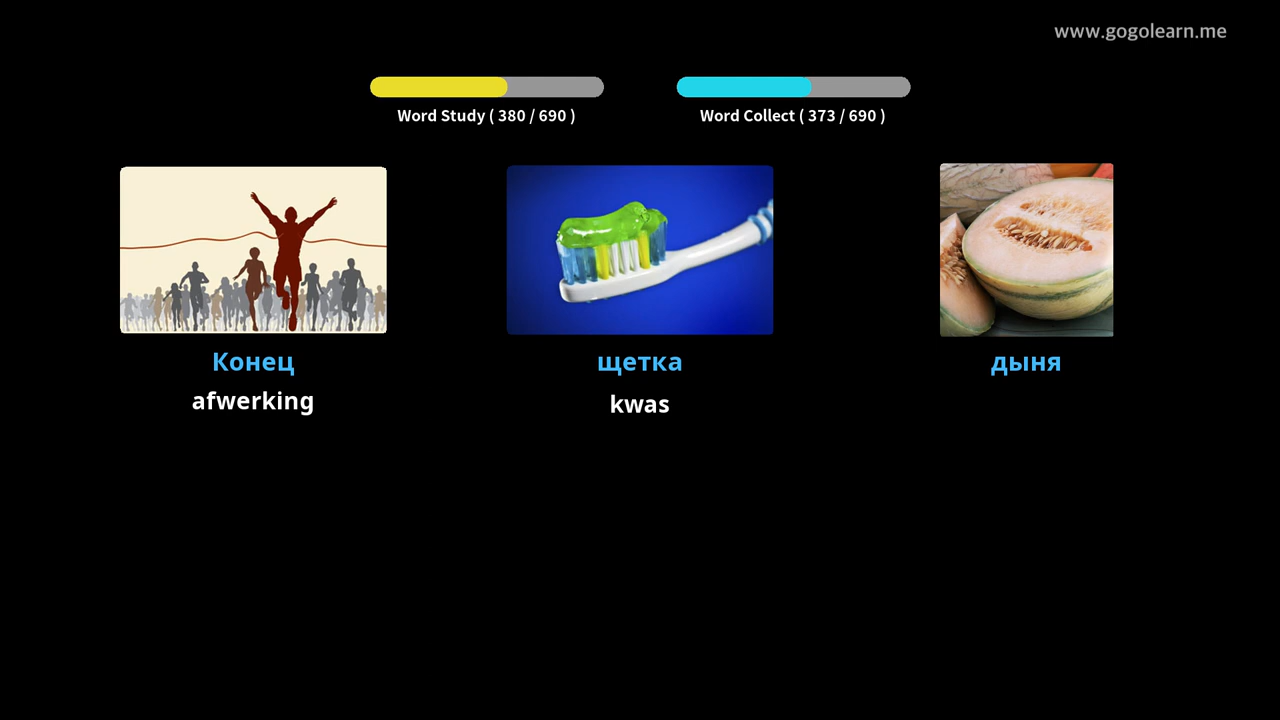 www.gogolearn.me
Word Study ( 380 / 690 )
Word Collect ( 373 / 690 )
Конец
щетка
дыня
afwerking
kwas